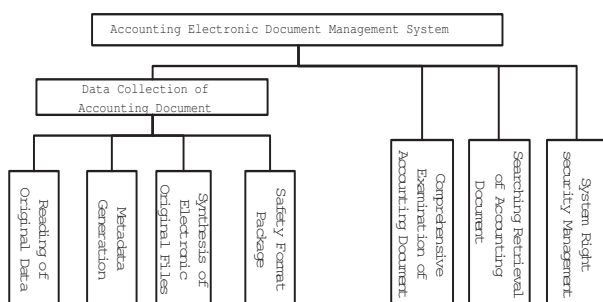 Accounting Electronic Document Management System
Data Collection of
Accounting Document
Reading of
Original Data
Metadata
Generation
Synthesis of
Electronic
Original Files
Safety Format
Package
Comprehensive
Examination of
Accounting Document
Searching Retrieval
of Accounting
Document
System Right
security Management